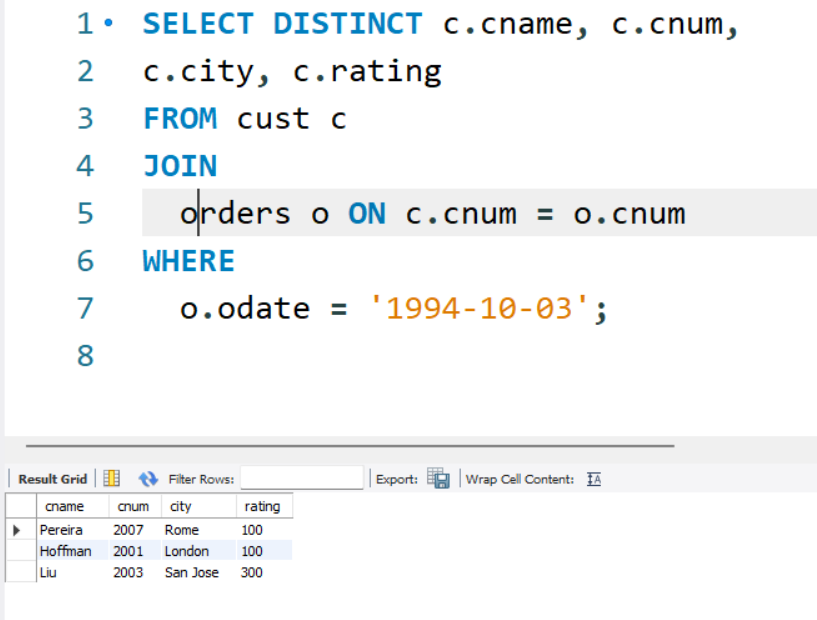 1 SELECT DISTINCT c.cname, c.cnum,
2 c.city, c.rating
3 FROM cust c
4 JOIN
5 orders o ON c.cnum = o.cnum
6 WHERE
7 o.odate = '1994-10-03';
8
Result Grid Filter Rows: Export: Wrap Cell Content: IA
cname cnum city rating
Pereira 2007 Rome 100
Hoffman 2001 London 100
Liu 2003 San Jose 300